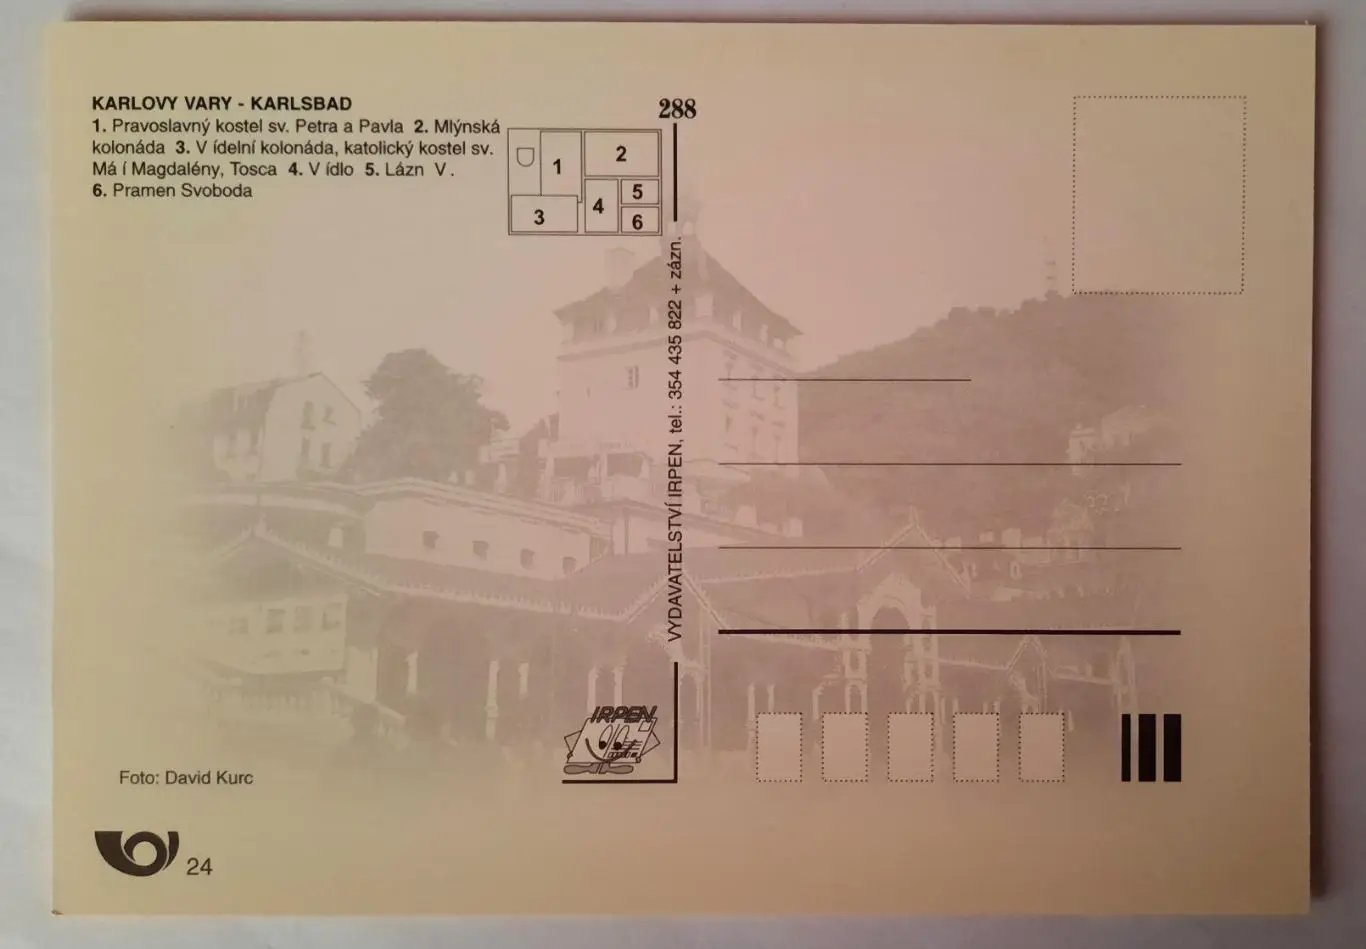 KARLOVY VARY - KARLSBAD
1. Pravoslavný kostel sv. Petra a Pavla 2. Mlýnská
kolonáda 3. V ídelní kolonáda, katolický kostel sv.
Má í Magdalény, Tosca 4. V ídlo 5. Lázn V .
6. Pramen Svoboda
288
1
2
3
4
5
6
VYDAVATELSTVÍ IRPEN, tel.: 354 435 822 + zázn.
IRPEN
Foto: David Kurc
24